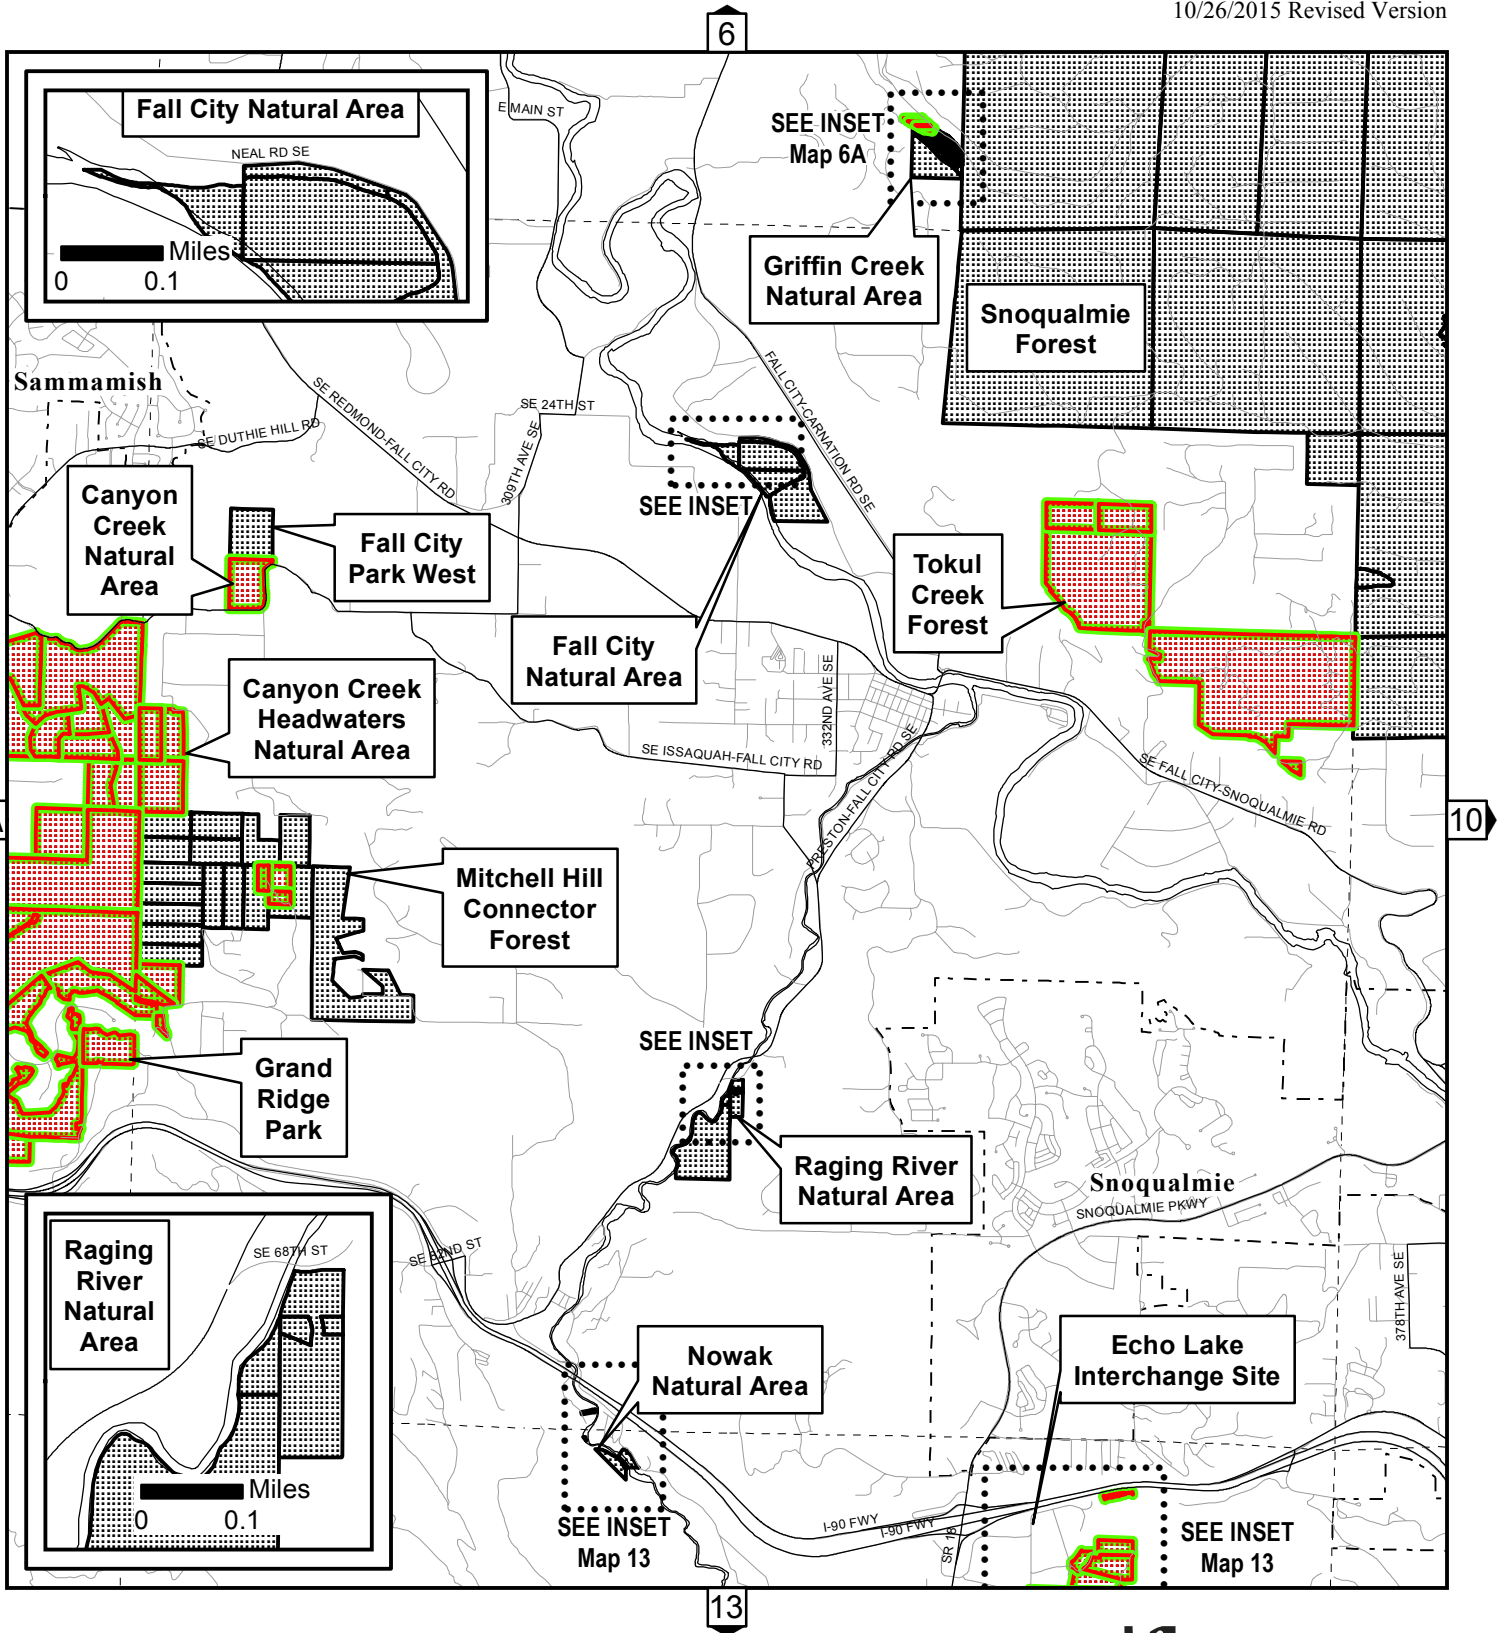 10/26/2015 Revised Version
6
Fall City Natural Area
NEAL RD SE
Miles
0 0.1
E MAIN ST
SEE INSET
Map 6A
Griffin Creek
Natural Area
Snoqualmie
Forest
Sammamish
SE DUTHIE HILL RD
SE REDMOND-FALL CITY RD
SE 24TH ST
309TH AVE SE
FALL CITY-CARNATION RD SE
SEE INSET
Canyon
Creek
Natural
Area
Fall City
Park West
Fall City
Natural Area
Tokul
Creek
Forest
Canyon Creek
Headwaters
Natural Area
332ND AVE SE
SE ISSAQUAH-FALL CITY RD
PRESTON-FALL CITY RD SE
SE FALL CITY-SNOQUALMIE RD
10
Mitchell Hill
Connector
Forest
SEE INSET
Grand
Ridge
Park
Raging River
Natural Area
Snoqualmie
SNOQUALMIE PKWY
Raging
River
Natural
Area
SE 68TH ST
Miles
0 0.1
SE 82ND ST
378TH AVE SE
Nowak
Natural Area
Echo Lake
Interchange Site
I-90 FWY
I-90 FWY
SR 18
SEE INSET
Map 13
SEE INSET
Map 13
13